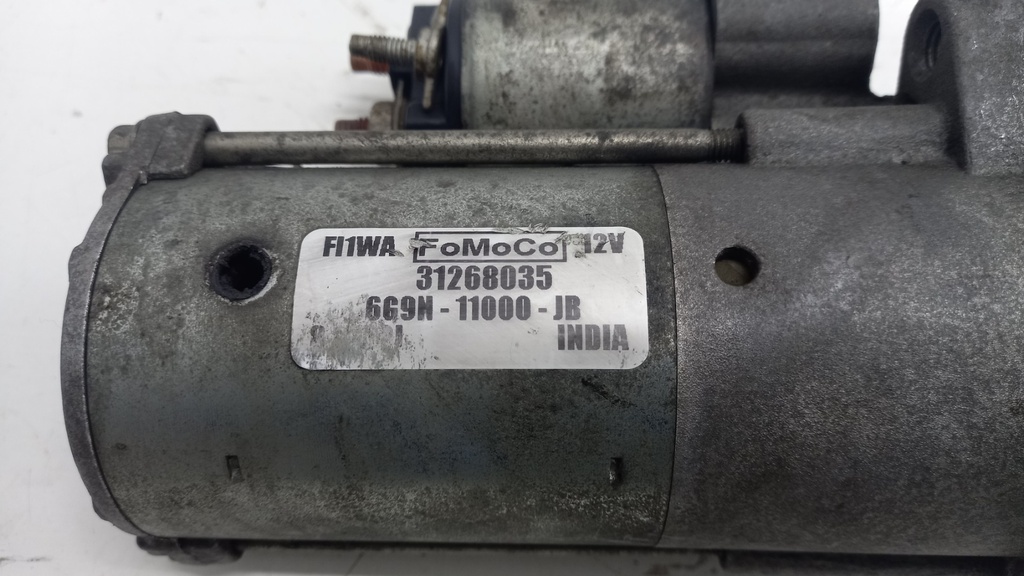 FI1WA FoMoCo 12V
31268035
6G9N - 11000 - JB
INDIA